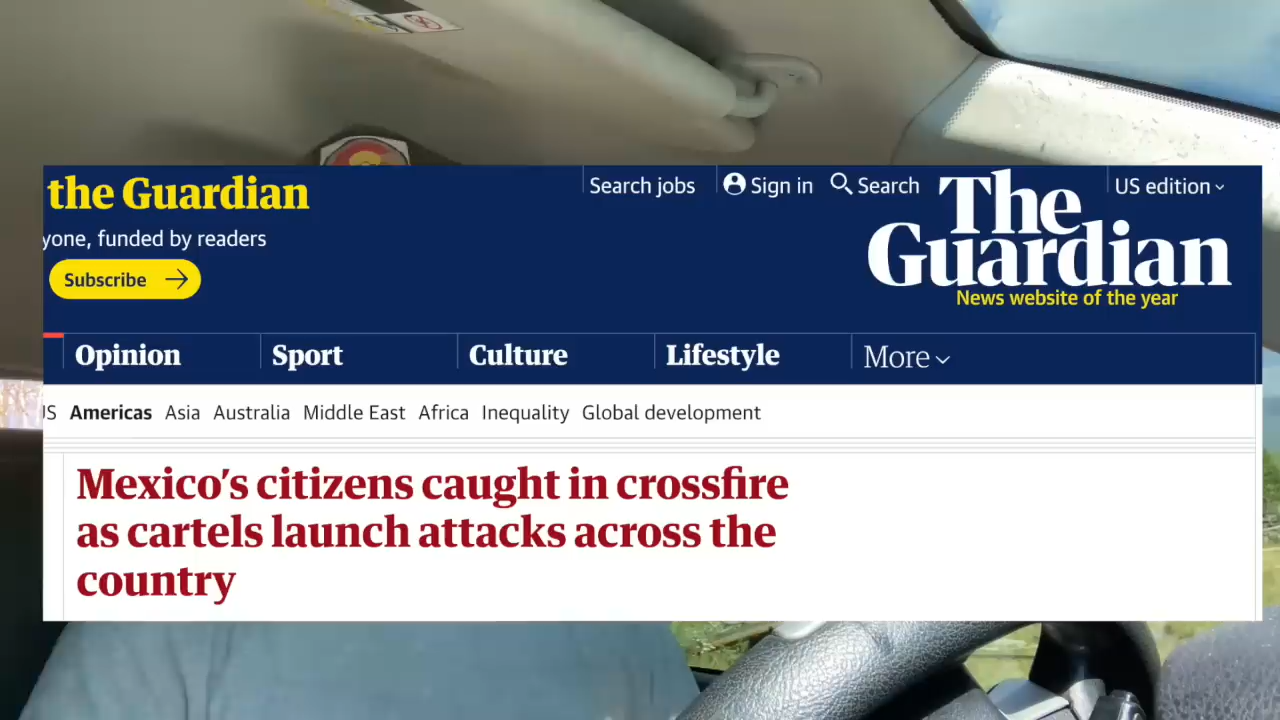 the Guardian
yone, funded by readers
Subscribe
Search jobs
Sign in
Search
US edition
The
Guardian
News website of the year
Opinion
Sport
Culture
Lifestyle
More
Americas
Asia
Australia
Middle East
Africa
Inequality
Global development
Mexico's citizens caught in crossfire
as cartels launch attacks across the
country